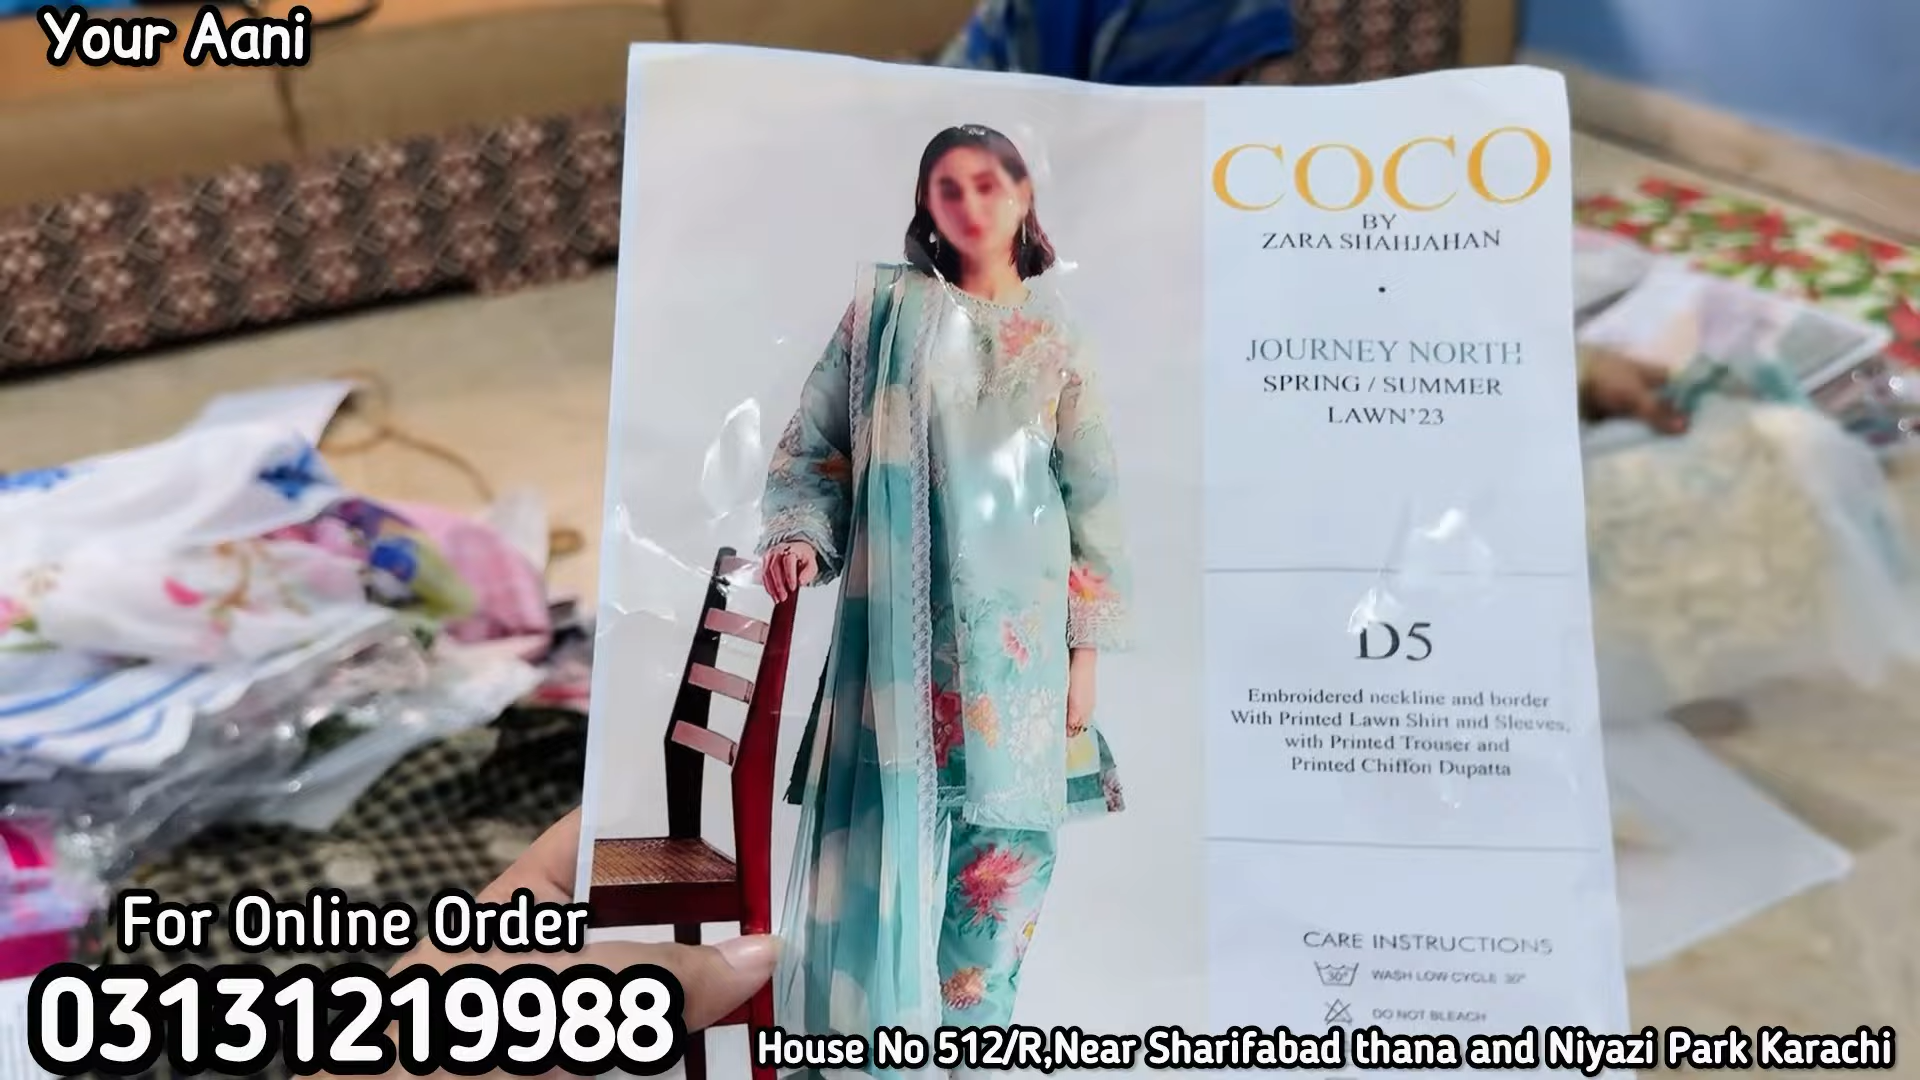 Your Aani
COCO
BY
ZARA SHAHJAHAN
JOURNEY NORTH
SPRING / SUMMER
LAWN'23
D5
Embroidered neckline and border
With Printed Lawn Shirt and Sleeves,
with Printed Trouser and
Printed Chiffon Dupatta
CARE INSTRUCTIONS
30° WASH LOW CYCLE 30°
DO NOT BLEACH
For Online Order
03131219988
House No 512/R,Near Sharifabad thana and Niyazi Park Karachi